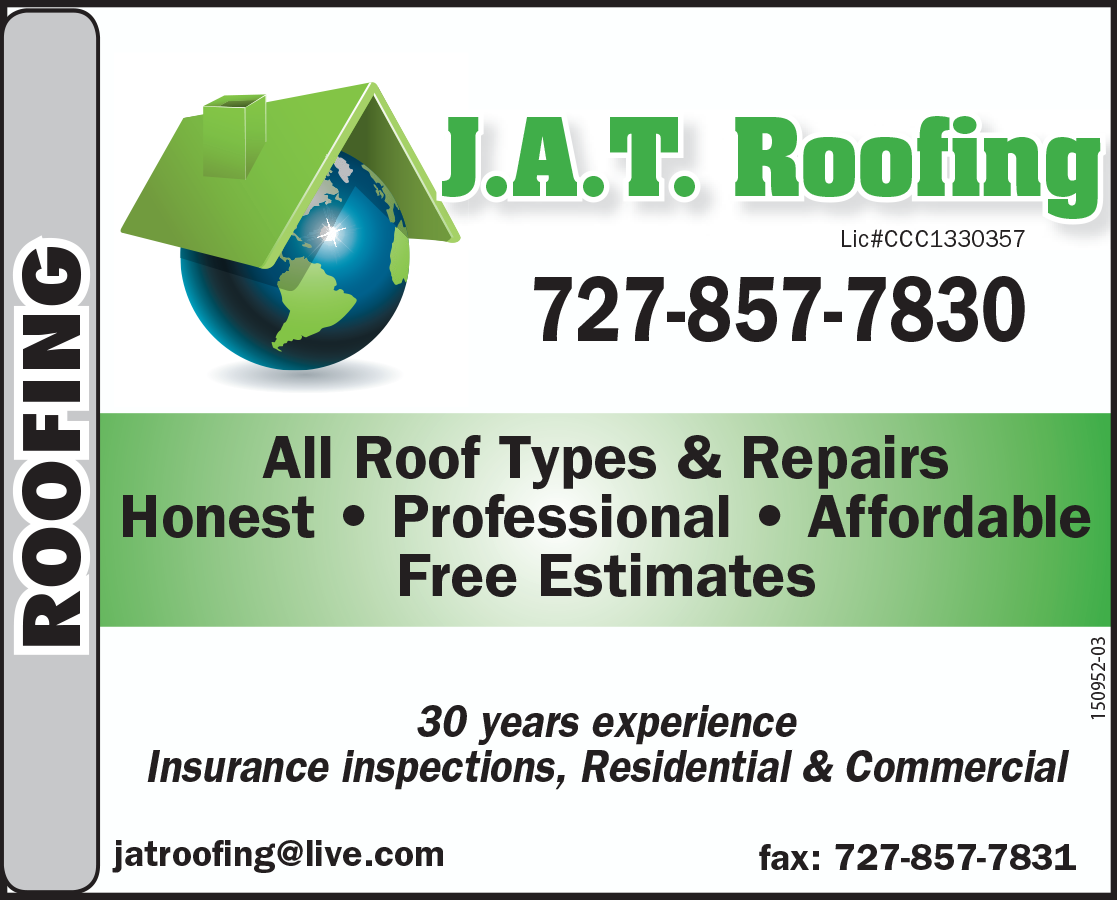 ROOFING
J.A.T. Roofing
Lic#CCC1330357
727-857-7830
All Roof Types & Repairs
Honest • Professional • Affordable
Free Estimates
150952-03
30 years experience
Insurance inspections, Residential & Commercial
jatroofing@live.com
fax: 727-857-7831